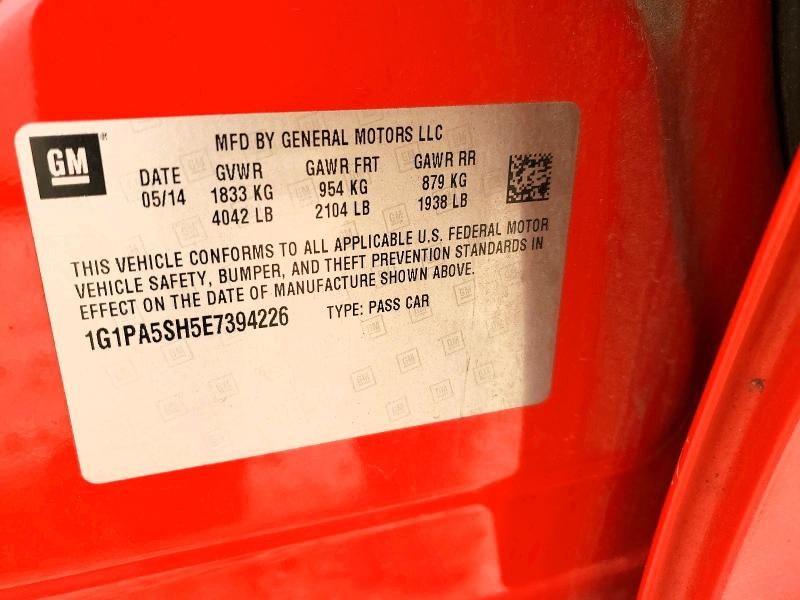 GM
MFD BY GENERAL MOTORS LLC
DATE GVWR GAWR FRT GAWR RR
05/14 1833 KG 954 KG 879 KG
4042 LB 2104 LB 1938 LB
THIS VEHICLE CONFORMS TO ALL APPLICABLE U.S. FEDERAL MOTOR
VEHICLE SAFETY, BUMPER, AND THEFT PREVENTION STANDARDS IN
EFFECT ON THE DATE OF MANUFACTURE SHOWN ABOVE.
1G1PA5SH5E7394226 TYPE: PASS CAR